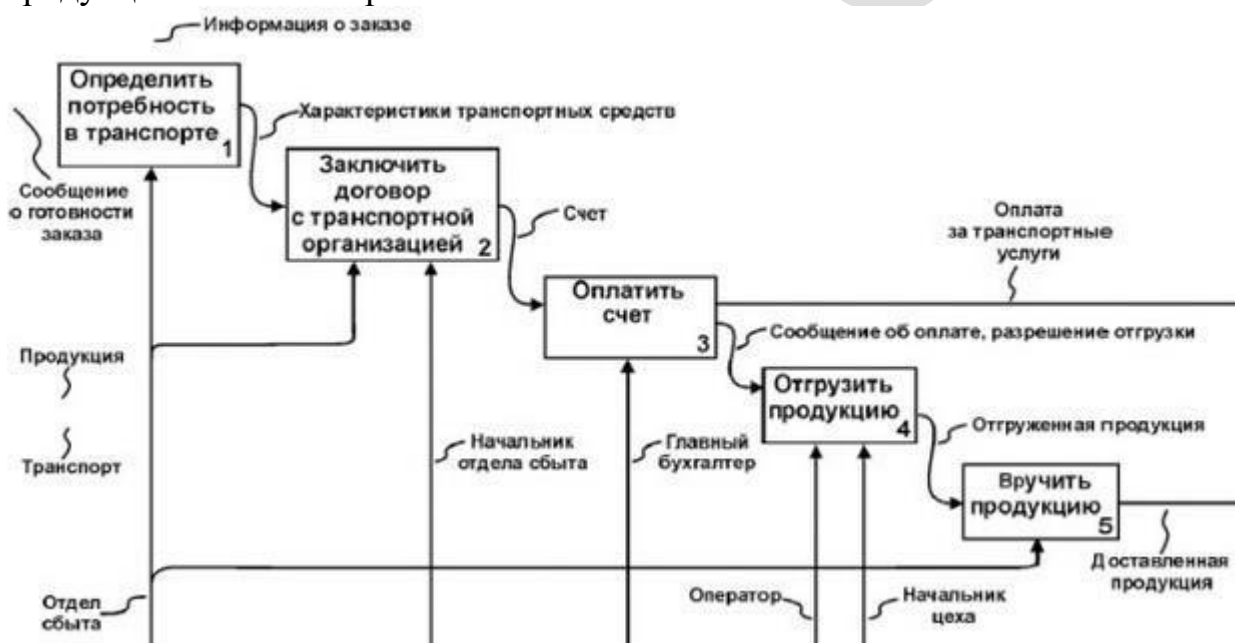 Информация о заказе
Определить
потребность
в транспорте
1
Характеристики транспортных средств
Сообщение
о готовности
заказа
Заключить
договор
с транспортной
организацией
2
Счет
Оплата
за транспортные
услуги
Оплатить
счет
3
Сообщение об оплате, разрешение отгрузки
Продукция
Транспорт
Отгрузить
продукцию
4
Отгруженная продукция
Начальник
отдела сбыта
Главный
бухгалтер
Вручить
продукцию
5
Доставленная
продукция
Отдел
сбыта
Оператор
Начальник
цеха